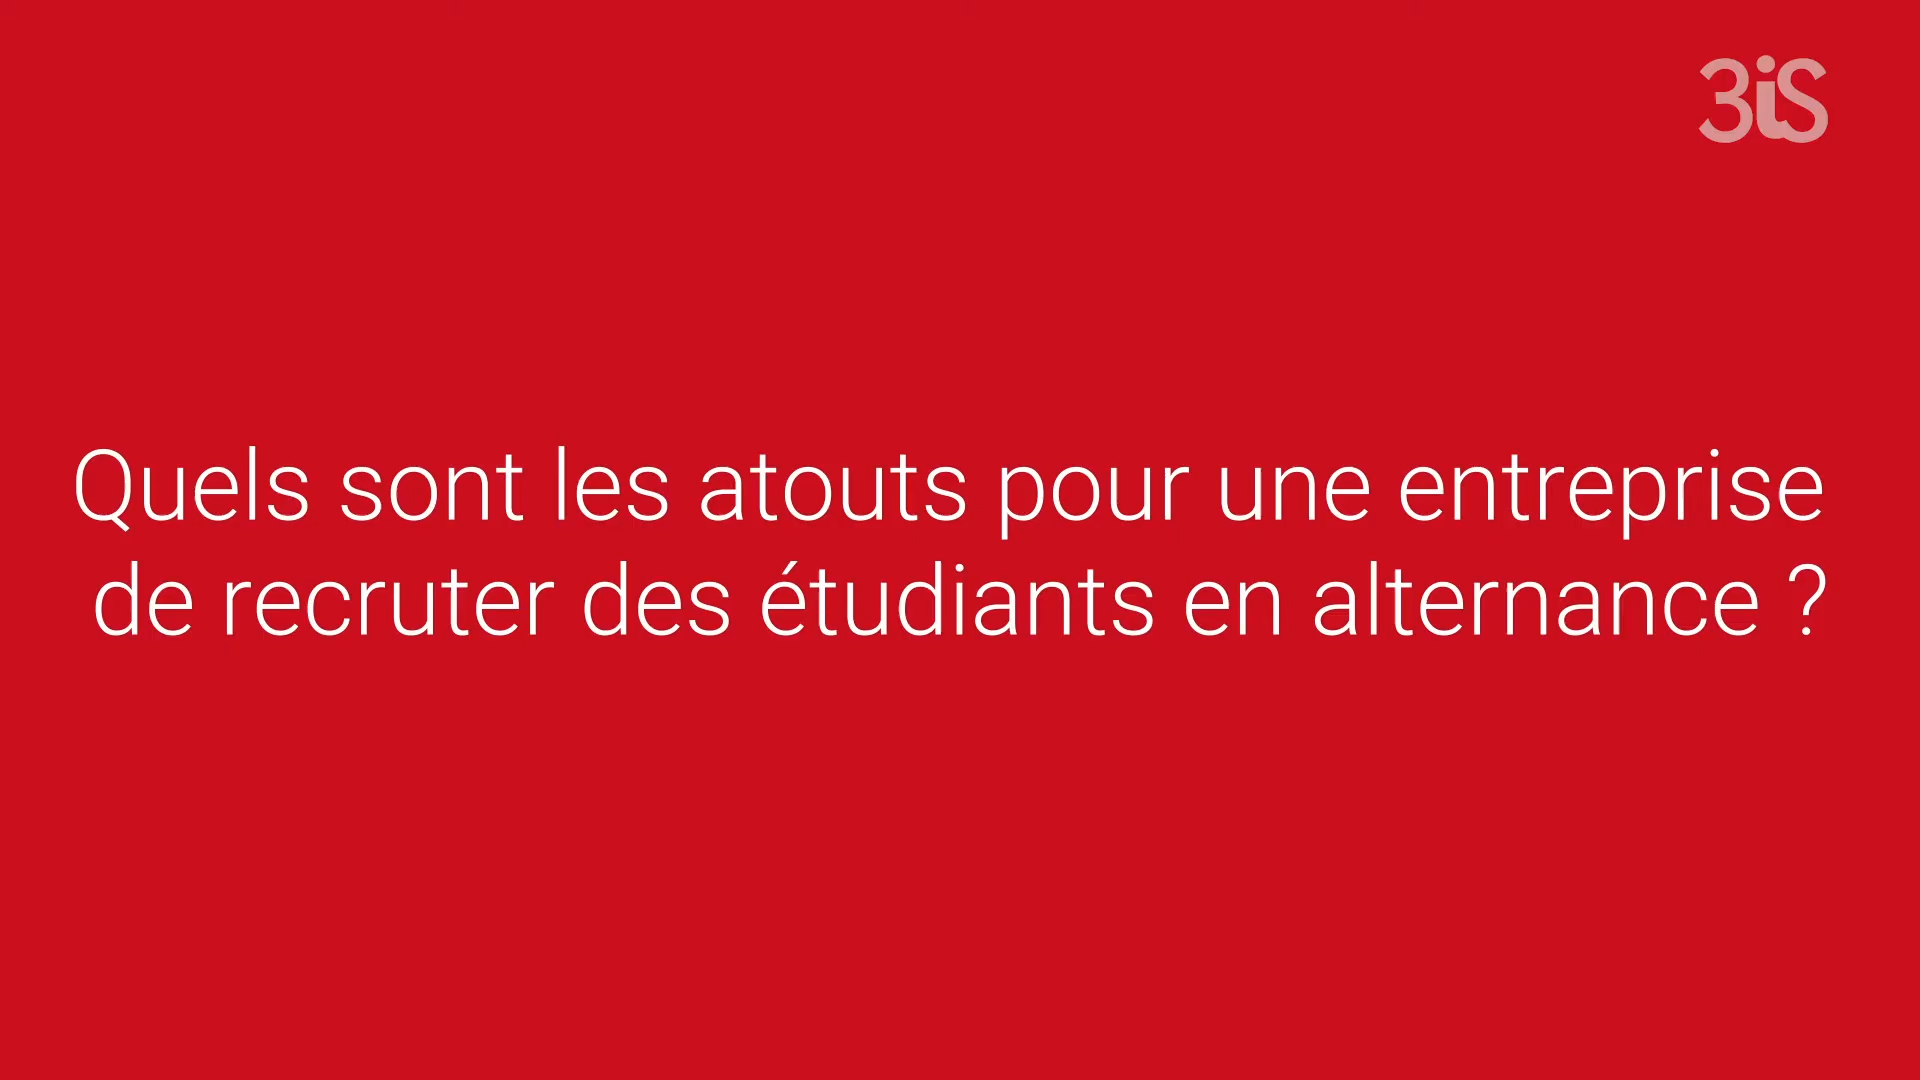 3iS
Quels sont les atouts pour une entreprise
de recruter des étudiants en alternance ?